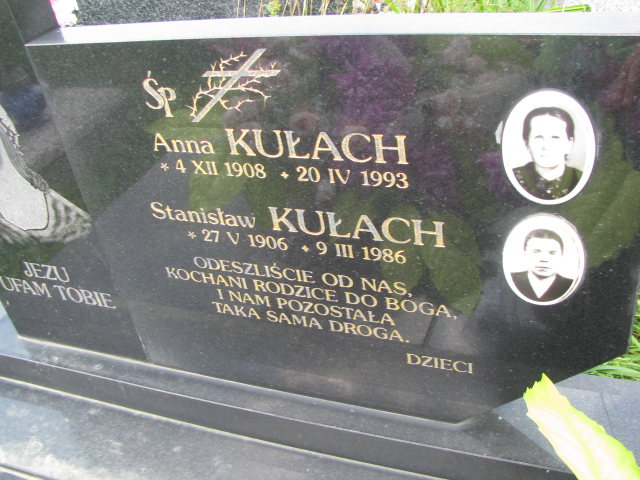 ŚP
Anna KUŁACH
* 4 XII 1908 + 20 IV 1993
Stanisław KUŁACH
* 27 V 1906 + 9 III 1986
ODESZLIŚCIE OD NAS,
KOCHANI RODZICE DO BOGA,
I NAM POZOSTAŁA
TAKA SAMA DROGA.
DZIECI
JEZU
UFAM TOBIE